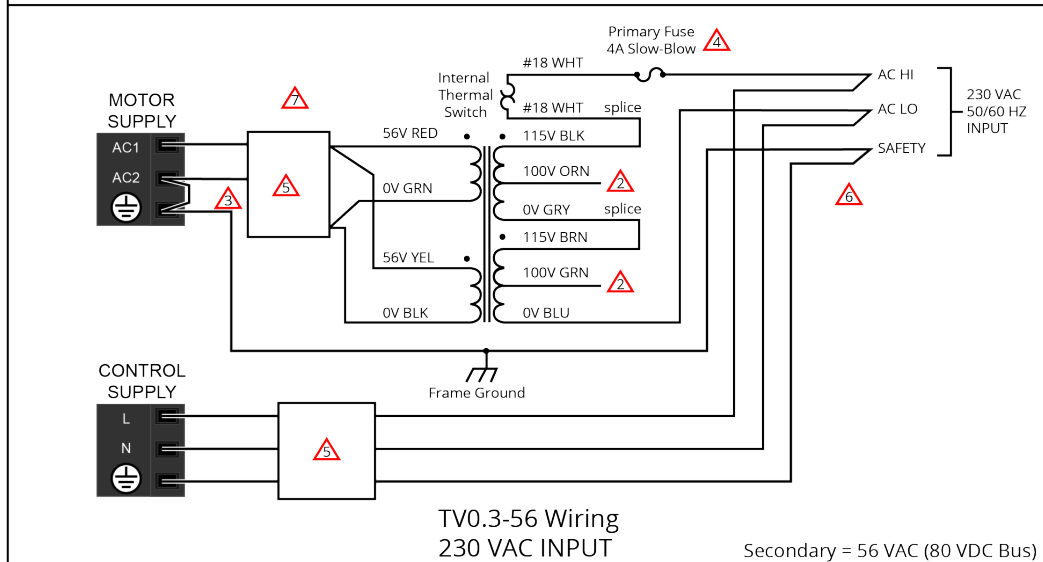 Primary Fuse
4A Slow-Blow
4
#18 WHT
AC HI
Internal
Thermal
Switch
7
230 VAC
50/60 HZ
INPUT
MOTOR
SUPPLY
#18 WHT
splice
AC LO
56V RED
115V BLK
AC1
SAFETY
AC2
100V ORN
2
5
3
0V GRN
6
0V GRY
splice
115V BRN
56V YEL
100V GRN
2
0V BLK
0V BLU
CONTROL
SUPPLY
Frame Ground
L
N
5
TV0.3-56 Wiring
230 VAC INPUT
Secondary = 56 VAC (80 VDC Bus)